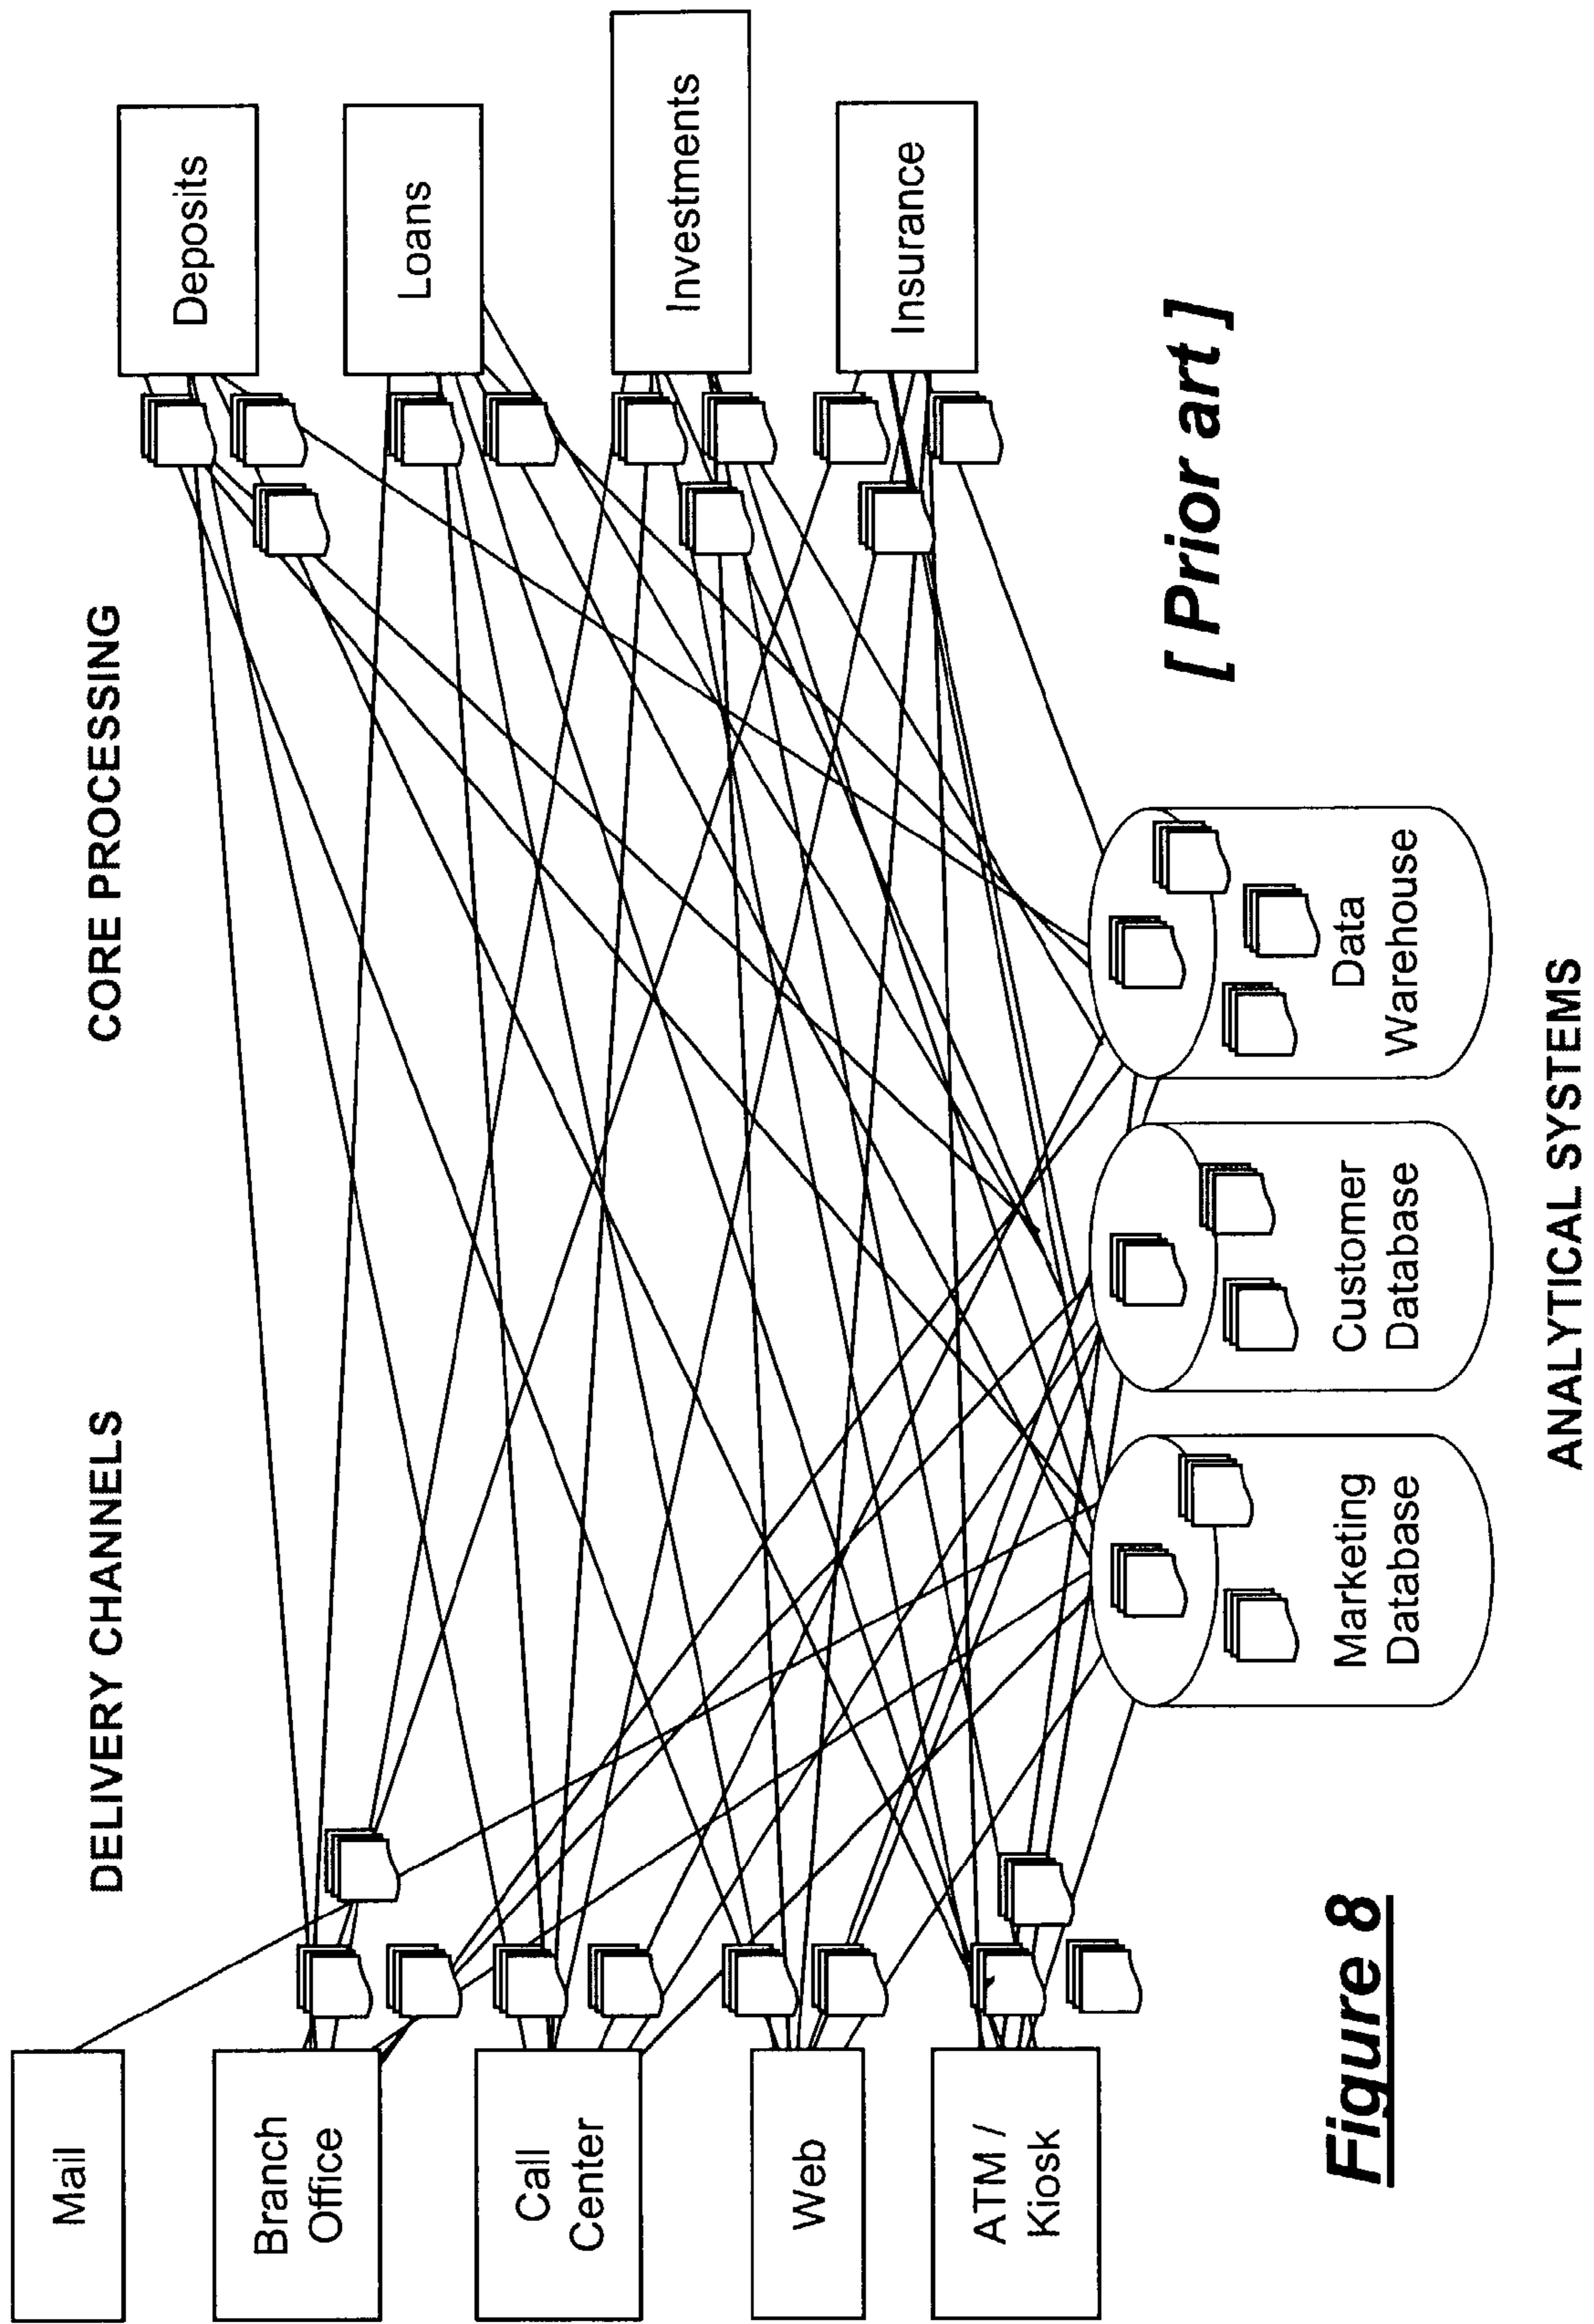 DELIVERY CHANNELS
CORE PROCESSING
Mail
Branch
Office
Call
Center
Web
ATM /
Kiosk
Deposits
Loans
Investments
Insurance
Marketing
Database
Customer
Database
Data
Warehouse
ANALYTICAL SYSTEMS
[ Prior art ]
Figure 8